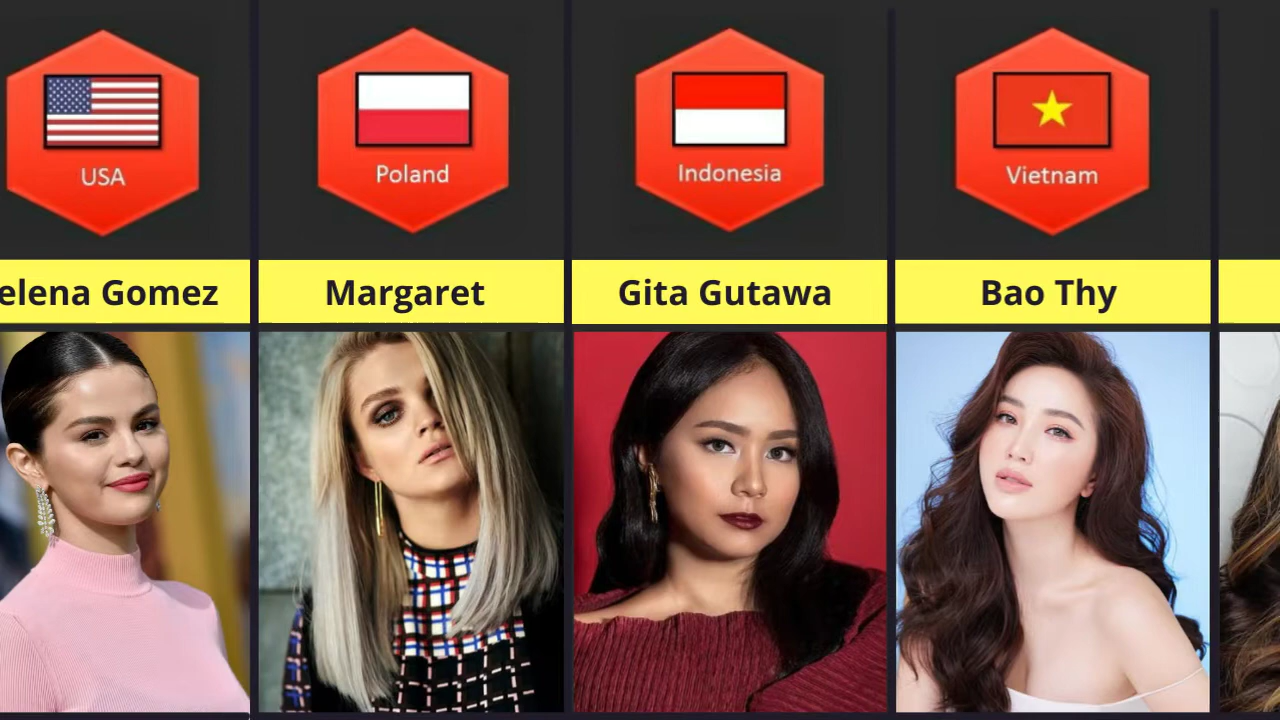 USA
Poland
Indonesia
Vietnam
elena Gomez
Margaret
Gita Gutawa
Bao Thy